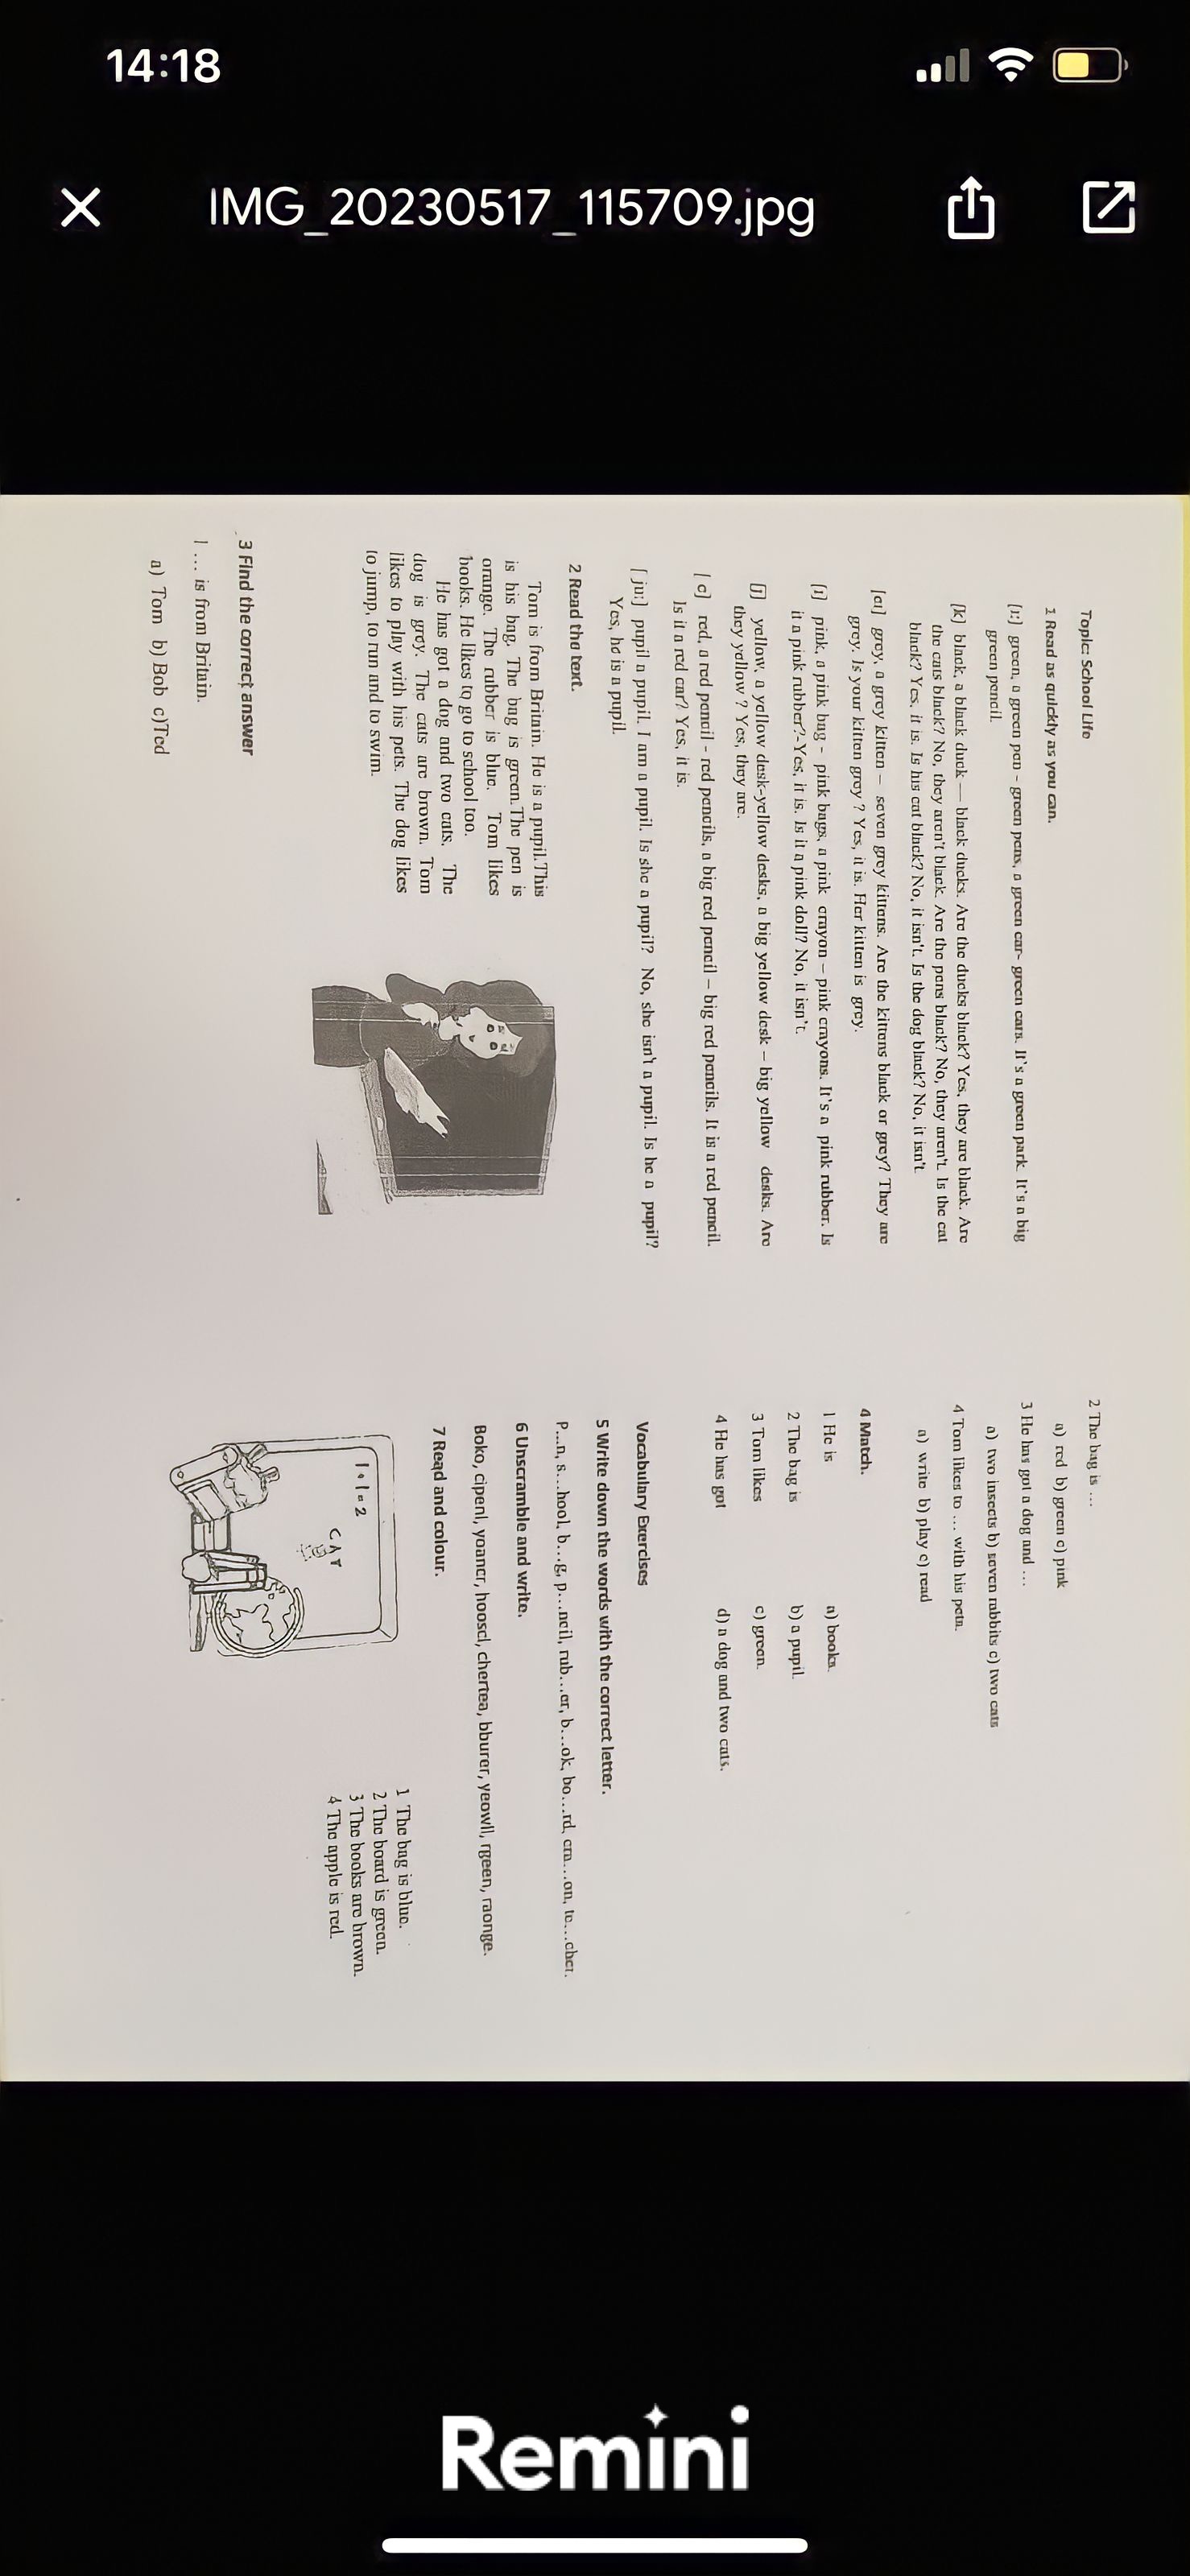 14:18
IMG_20230517_115709.jpg
Topic: School Life
1 Read as quickly as you can.
[i:] green, a green pen - green pens, a green car- green cars. It's a green park. It's a big
green pencil.
[k] black, a black duck — black ducks. Are the ducks black? Yes, they are black. Are
the cats black? No, they aren't black. Are the pens black? No, they aren't. Is the cat
black? Yes, it is. Is his cat black? No, it isn't. Is the dog black? No, it isn't.
[ei] grey, a grey kitten – seven grey kittens. Are the kittens black or grey? They are
grey. Is your kitten grey ? Yes, it is. Her kitten is grey.
[ı] pink, a pink bag - pink bags, a pink crayon – pink crayons. It's a pink rubber. Is
it a pink rubber?-Yes, it is. Is it a pink doll? No, it isn't.
[j] yellow, a yellow desk-yellow desks, a big yellow desk – big yellow desks. Are
they yellow ? Yes, they are.
[ e] red, a red pencil - red pencils, a big red pencil – big red pencils. It is a red pencil.
Is it a red car? Yes, it is.
[ ju:] pupil a pupil. I am a pupil. Is she a pupil? No, she isn't a pupil. Is he a pupil?
Yes, he is a pupil.
2 Read the text.
Tom is from Britain. He is a pupil.This
is his bag. The bag is green.The pen is
orange. The rubber is blue. Tom likes
books. He likes to go to school too.
He has got a dog and two cats. The
dog is grey. The cats are brown. Tom
likes to play with his pets. The dog likes
to jump, to run and to swim.
3 Find the correct answer
1 ... is from Britain.
a) Tom b) Bob c)Ted
2 The bag is ...
a) red b) green c) pink
3 He has got a dog and ...
a) two insects b) seven rabbits c) two cats
4 Tom likes to ... with his pets.
a) write b) play c) read
4 Match.
1 He is a) books.
2 The bag is b) a pupil.
3 Tom likes c) green.
4 He has got d) a dog and two cats.
Vocabulary Exercises
5 Write down the words with the correct letter.
P...n, s...hool, b...g, p...ncil, rub...er, b...ok, bo...rd, cra...on, te...cher.
6 Unscramble and write.
Boko, cipenl, yoancr, hooscl, chertea, bburer, yeowll, rgeen, raonge.
7 Read and colour.
1+1=2
CAT
1 The bag is blue.
2 The board is green.
3 The books are brown.
4 The apple is red.
Remini